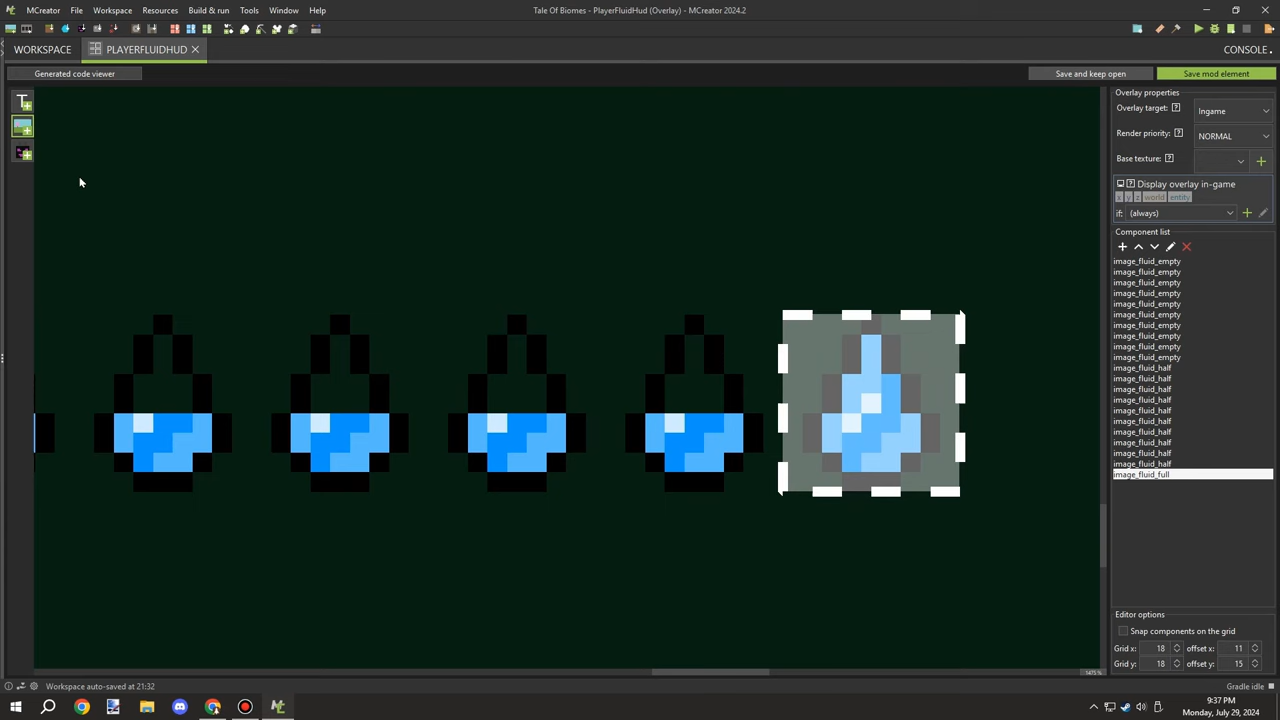 Tale Of Biomes - PlayerFluidHud (Overlay) - MCreator 2024.2
MCreator File Workspace Resources Build & run Tools Window Help
WORKSPACE PLAYERFLUIDHUD CONSOLE
Generated code viewer Save and keep open Save mod element
Overlay properties
Overlay target: Ingame
Render priority: NORMAL
Base texture:
Display overlay in-game
x y z world entity
if: (always)
Component list
image_fluid_empty
image_fluid_empty
image_fluid_empty
image_fluid_empty
image_fluid_empty
image_fluid_empty
image_fluid_empty
image_fluid_empty
image_fluid_empty
image_fluid_empty
image_fluid_half
image_fluid_half
image_fluid_half
image_fluid_half
image_fluid_half
image_fluid_half
image_fluid_half
image_fluid_half
image_fluid_half
image_fluid_half
image_fluid_full
Editor options
Snap components on the grid
Grid x: 18 offset x: 11
Grid y: 18 offset y: 15
1475 %
Workspace auto-saved at 21:32 Gradle idle
9:37 PM
Monday, July 29, 2024